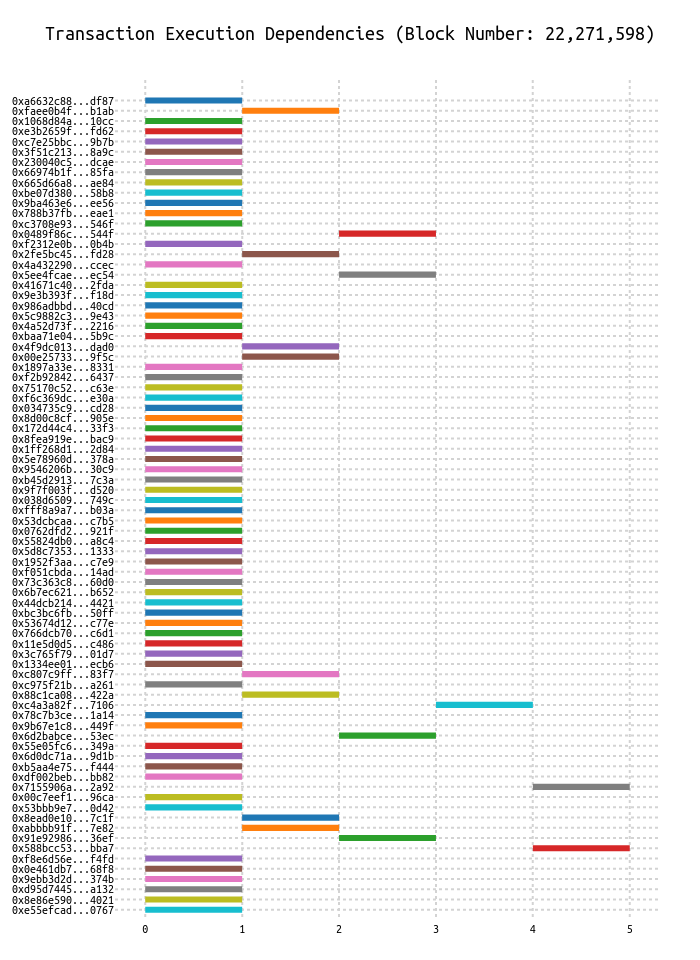 Transaction Execution Dependencies (Block Number: 22,271,598)
0xa6632c88...df87
0xfaee0b4f...b1ab
0x1068d84a...10cc
0xe3b2659f...fd62
0xc7e25bbc...9b7b
0x3f51c213...8a9c
0x230040c5...dcae
0x66974b1f...85fa
0x665d66a8...ae84
0xbe07d380...58b8
0x9ba463e6...ee56
0x788b37fb...eae1
0xc3708e93...546f
0x0489f86c...544f
0xf2312e0b...0b4b
0x2fe5bc45...fd28
0x4a432290...ccec
0x5ee4fcae...ec54
0x41671c40...2fda
0x9e3b393f...f18d
0x986adbbd...40cd
0x5c9882c3...9e43
0x4a52d73f...2216
0xbaa71e04...5b9c
0x4f9dc013...dad0
0x00e25733...9f5c
0x1897a33e...8331
0xf2b92842...6437
0x75170c52...c63e
0xf6c369dc...e30a
0x034735c9...cd28
0x8d00c8cf...905e
0x172d44c4...33f3
0x8fea919e...bac9
0x1ff268d1...2d84
0x5e78960d...378a
0x9546206b...30c9
0xb45d2913...7c3a
0x9f7f003f...d520
0x038d6509...749c
0xfff8a9a7...b03a
0x53dcbcaa...c7b5
0x0762dfd2...921f
0x55824db0...a8c4
0x5d8c7353...1333
0x1952f3aa...c7e9
0xf051cbda...14ad
0x73c363c8...60d0
0x6b7ec621...b652
0x44dcb214...4421
0xbc3bc6fb...50ff
0x53674d12...c77e
0x766dcb70...c6d1
0x11e5d0d5...c486
0x3c765f79...01d7
0x1334ee01...ecb6
0xc807c9ff...83f7
0xc975f21b...a261
0x88c1ca08...422a
0xc4a3a82f...7106
0x78c7b3ce...1a14
0x9b67e1c8...449f
0x6d2babce...53ec
0x55e05fc6...349a
0x6d0dc71a...9d1b
0xb5aa4e75...f444
0xdf002beb...bb82
0x7155906a...2a92
0x00c7eef1...96ca
0x53bbb9e7...0d42
0x8ead0e10...7c1f
0xabbbb91f...7e82
0x91e92986...36ef
0x588bcc53...bba7
0xf8e6d56e...f4fd
0x0e461db7...68f8
0x9ebb3d2d...374b
0xd95d7445...a132
0x8e86e590...4021
0xe55efcad...0767
0 1 2 3 4 5